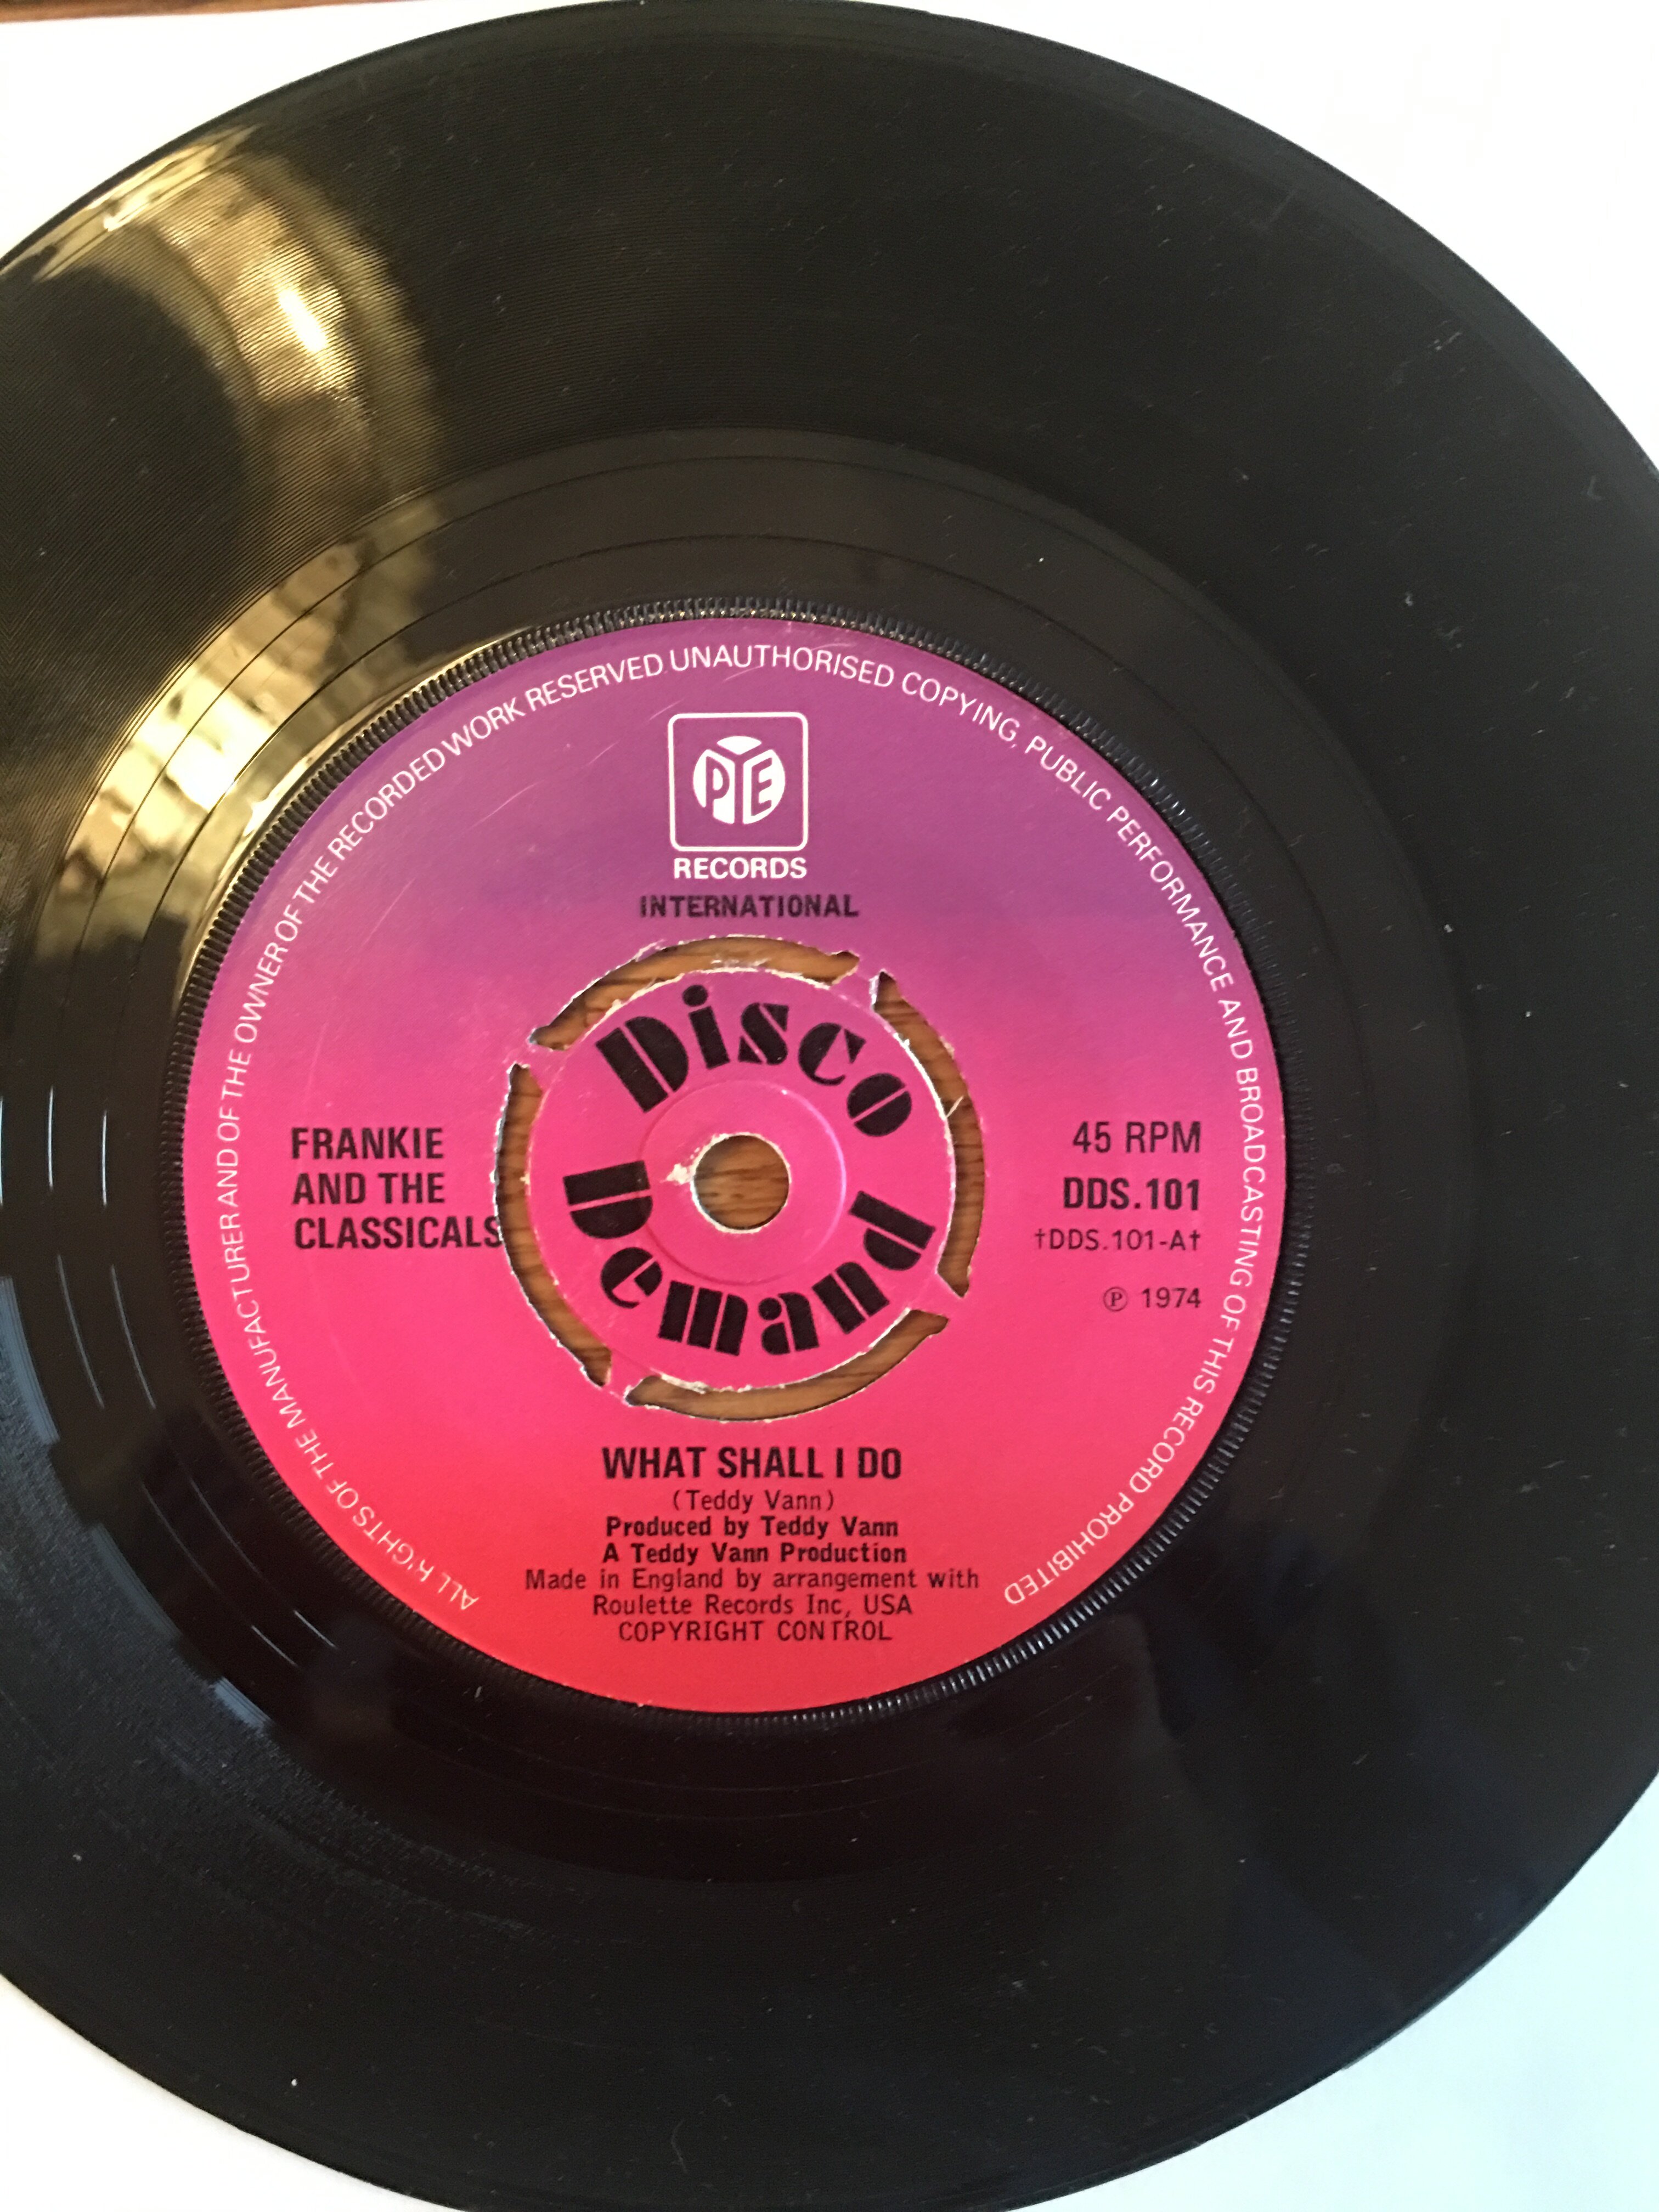 ALL RIGHTS OF THE MANUFACTURER AND OF THE OWNER OF THE RECORDED WORK RESERVED UNAUTHORISED COPYING, PUBLIC PERFORMANCE AND BROADCASTING OF THIS RECORD PROHIBITED
PYE
RECORDS
INTERNATIONAL
Disco
Demand
FRANKIE
AND THE
CLASSICALS
45 RPM
DDS.101
†DDS.101-A†
℗ 1974
WHAT SHALL I DO
(Teddy Vann)
Produced by Teddy Vann
A Teddy Vann Production
Made in England by arrangement with
Roulette Records Inc, USA
COPYRIGHT CONTROL